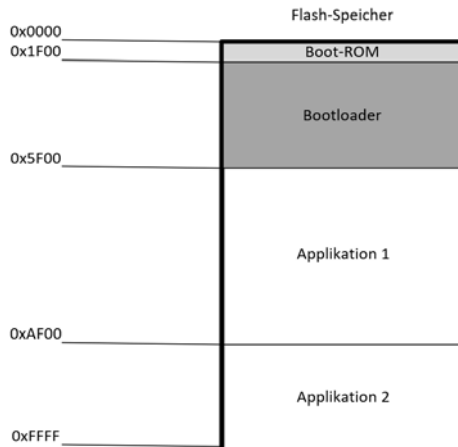 Flash-Speicher
0x0000
0x1F00
Boot-ROM
Bootloader
0x5F00
Applikation 1
0xAF00
Applikation 2
0xFFFF